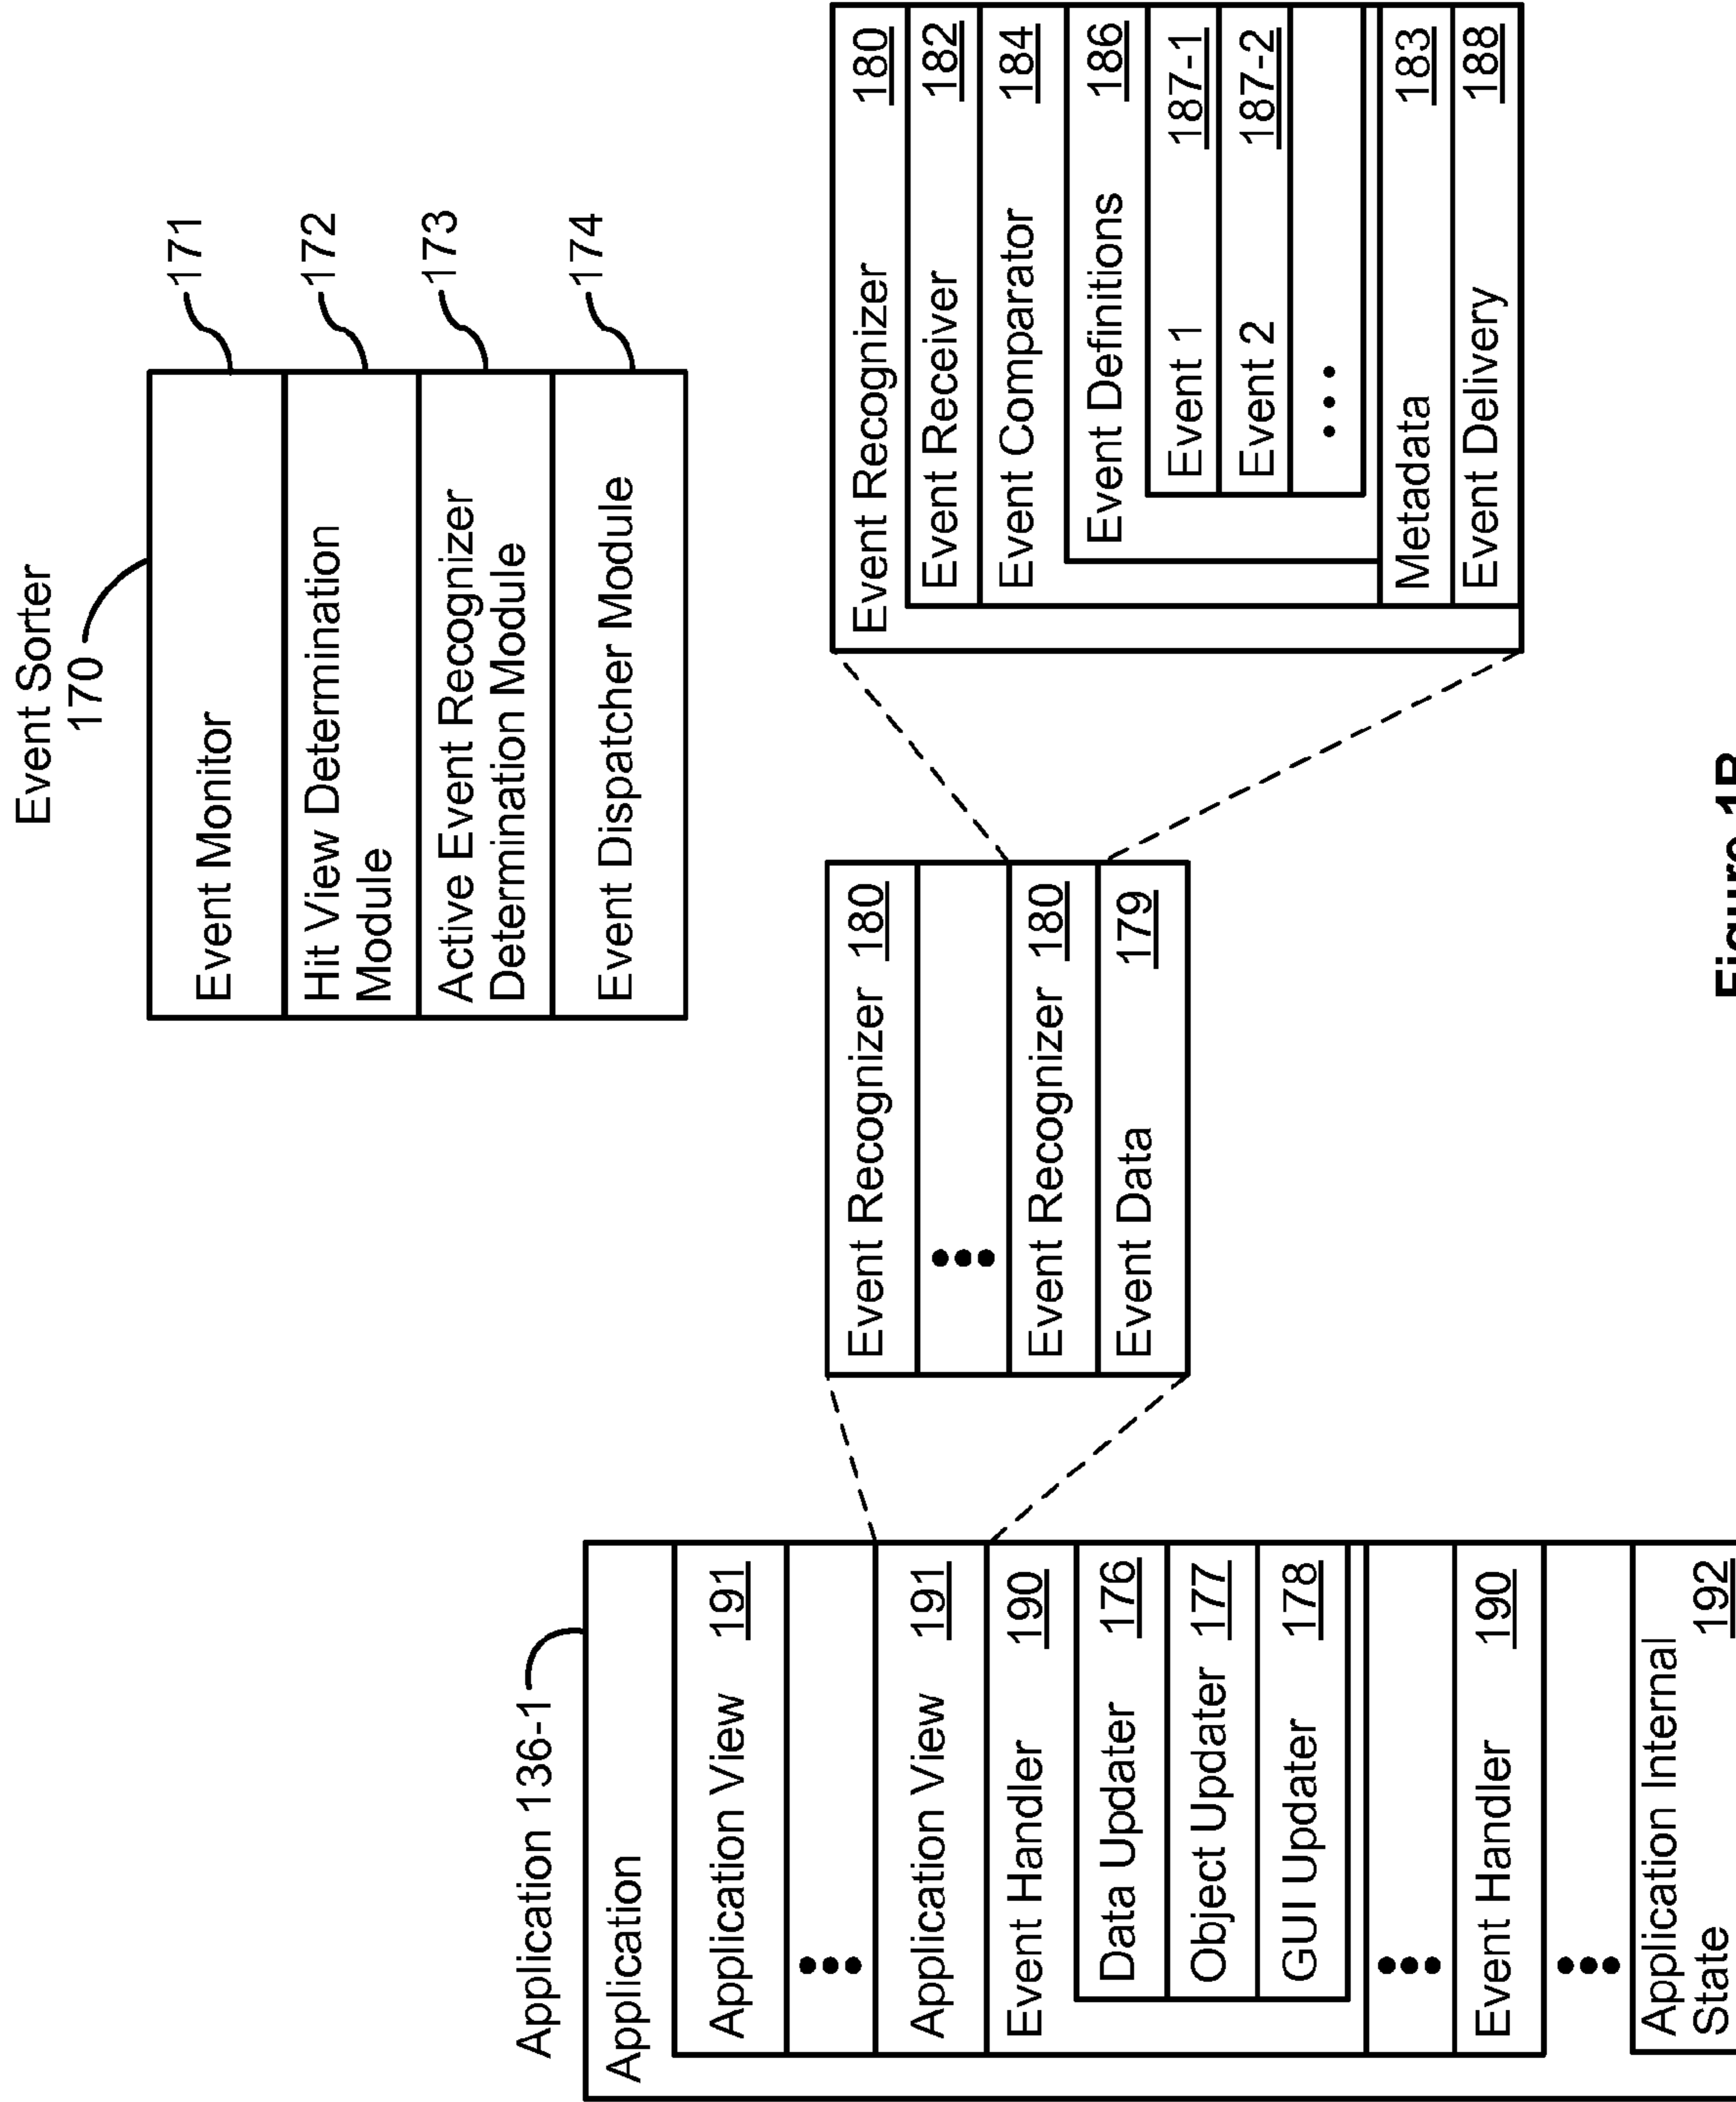 Event Sorter
170
Event Monitor
171
Hit View Determination
Module
172
Active Event Recognizer
Determination Module
173
Event Dispatcher Module
174
Application 136-1
Application
Application View 191
•••
Application View 191
Event Handler 190
Data Updater 176
Object Updater 177
GUI Updater 178
•••
Event Handler 190
•••
Application Internal
State 192
Event Recognizer 180
•••
Event Recognizer 180
Event Data 179
Event Recognizer 180
Event Receiver 182
Event Comparator 184
Event Definitions 186
Event 1 187-1
Event 2 187-2
•••
Metadata 183
Event Delivery 188
Figure 1B